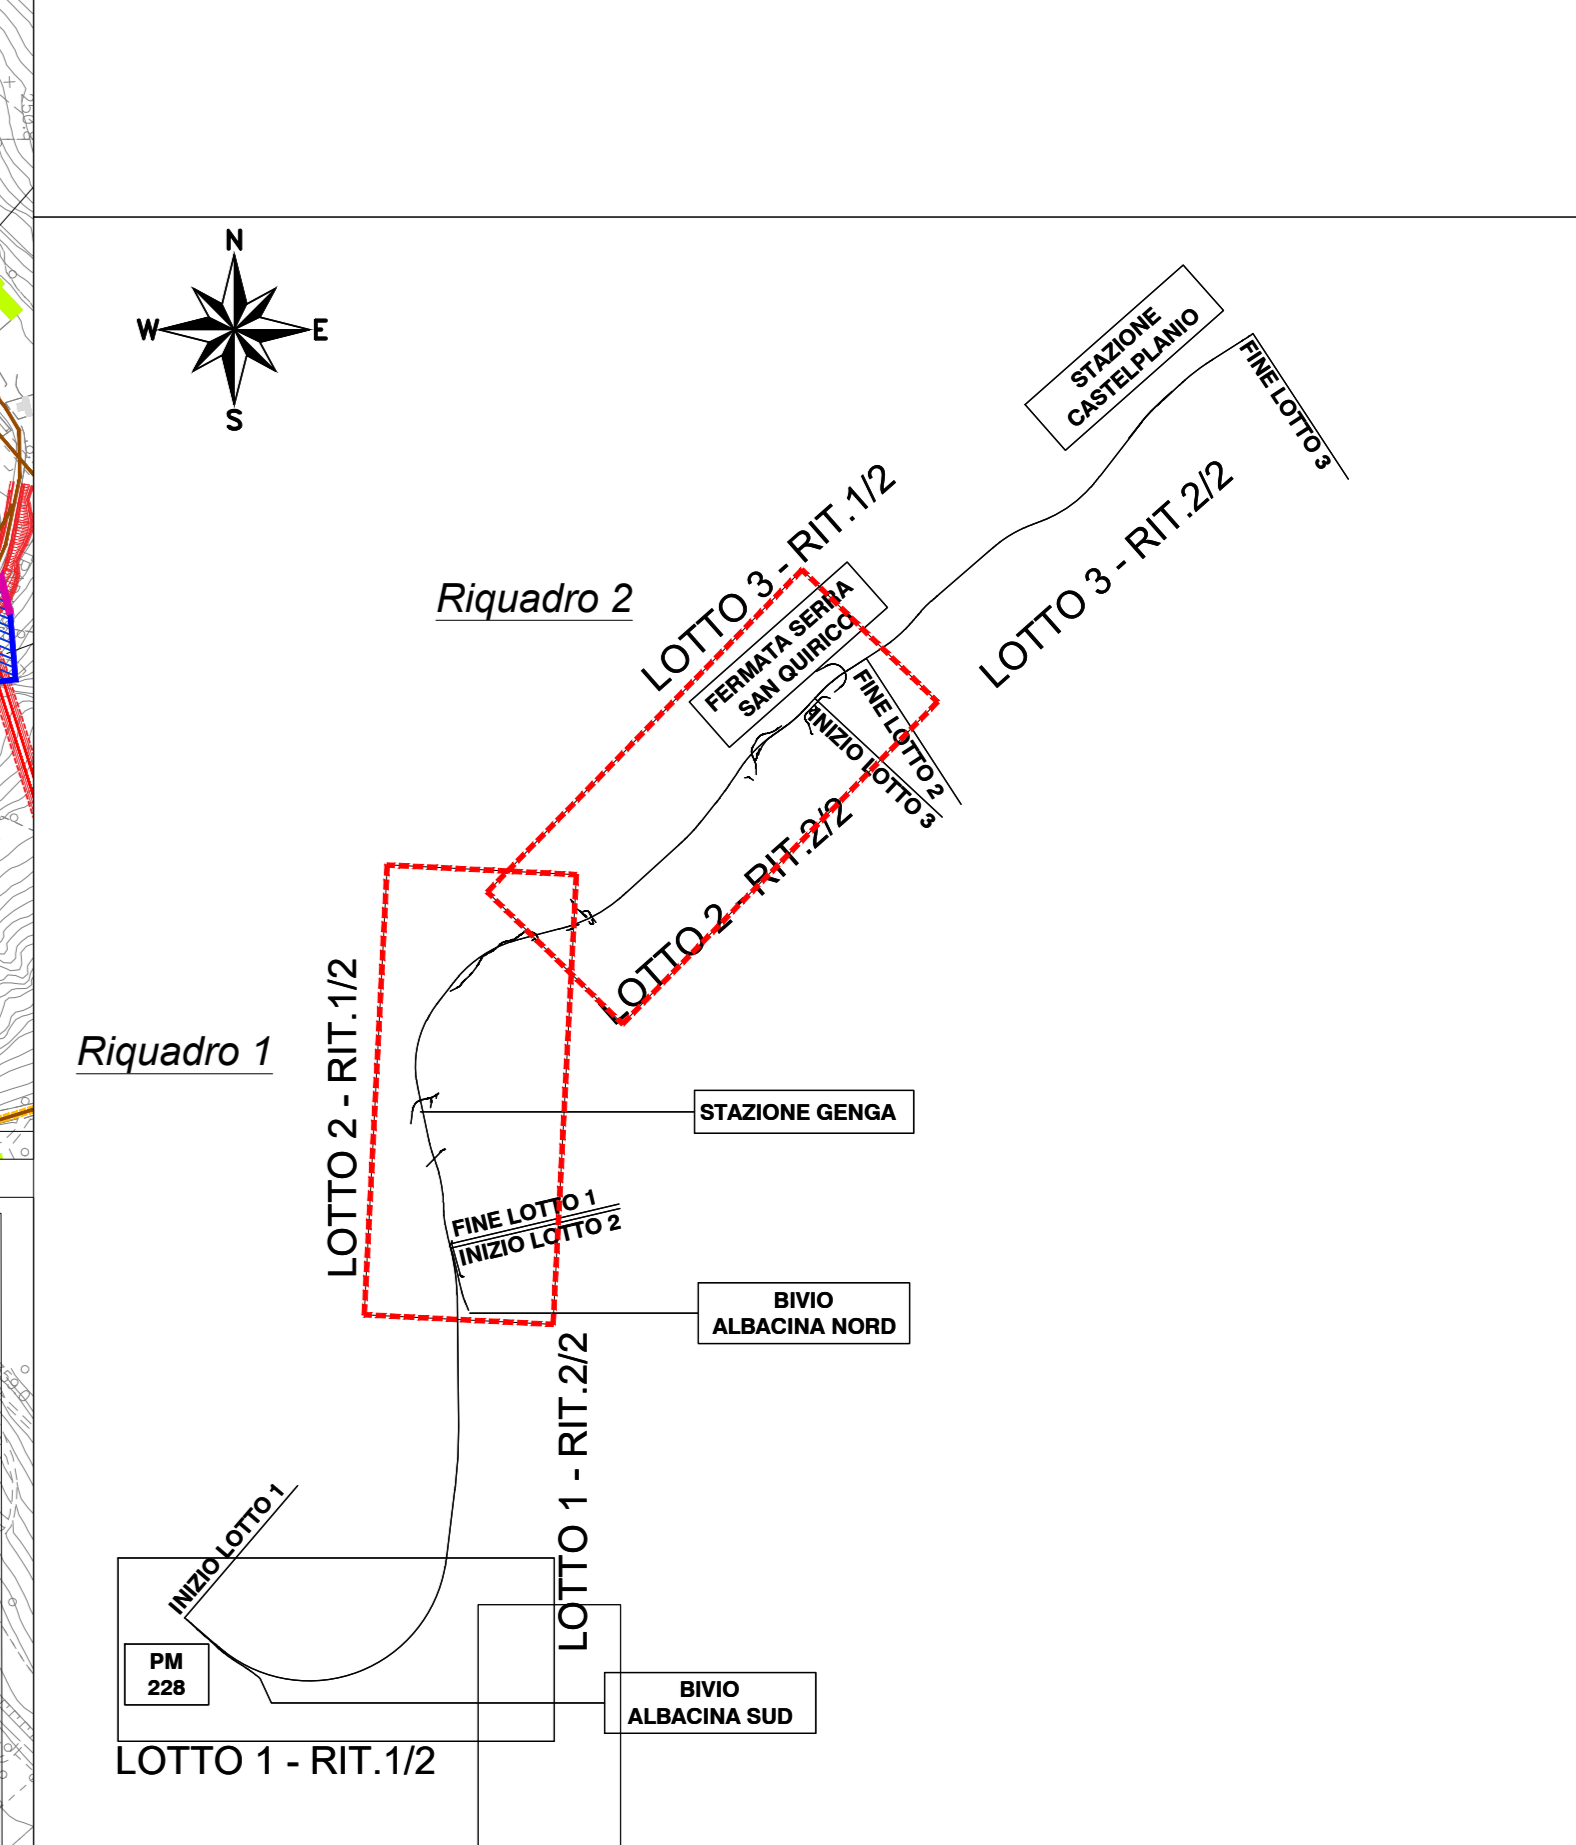 N
W
E
S
STAZIONE
CASTELPLANIO
FINE LOTTO 3
LOTTO 3 - RIT.1/2
LOTTO 3 - RIT.2/2
Riquadro 2
FERMATA SERRA
SAN QUIRICO
FINE LOTTO 2
INIZIO LOTTO 3
LOTTO 2 - RIT.2/2
LOTTO 2 - RIT.1/2
Riquadro 1
STAZIONE GENGA
FINE LOTTO 1
INIZIO LOTTO 2
BIVIO
ALBACINA NORD
LOTTO 1 - RIT.2/2
INIZIO LOTTO 1
PM
228
BIVIO
ALBACINA SUD
LOTTO 1 - RIT.1/2